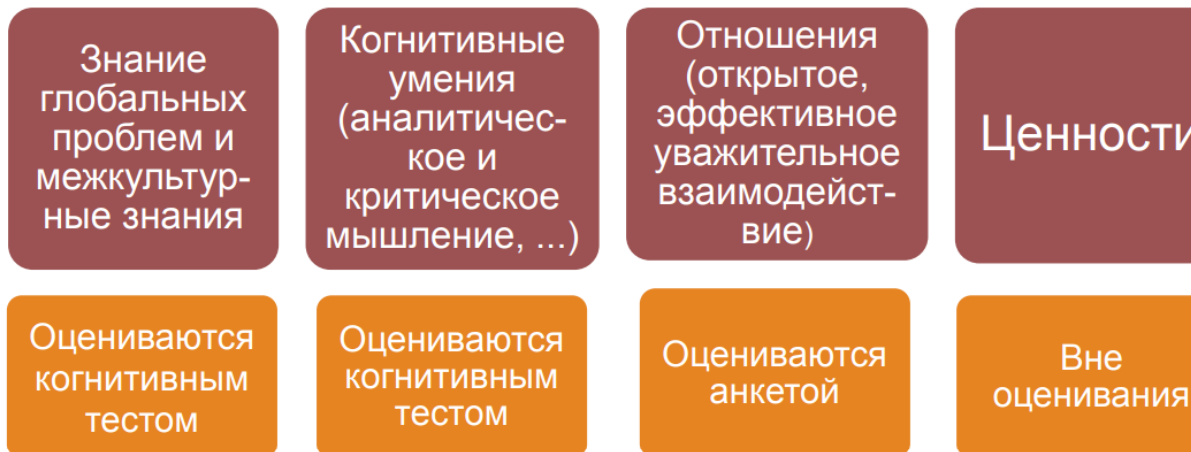 Знание
глобальных
проблем и
межкультур-
ные знания
Когнитивные
умения
(аналитичес-
кое и
критическое
мышление, ...)
Отношения
(открытое,
эффективное
уважительное
взаимодейст-
вие)
Ценности
Оцениваются
когнитивным
тестом
Оцениваются
когнитивным
тестом
Оцениваются
анкетой
Вне
оценивания